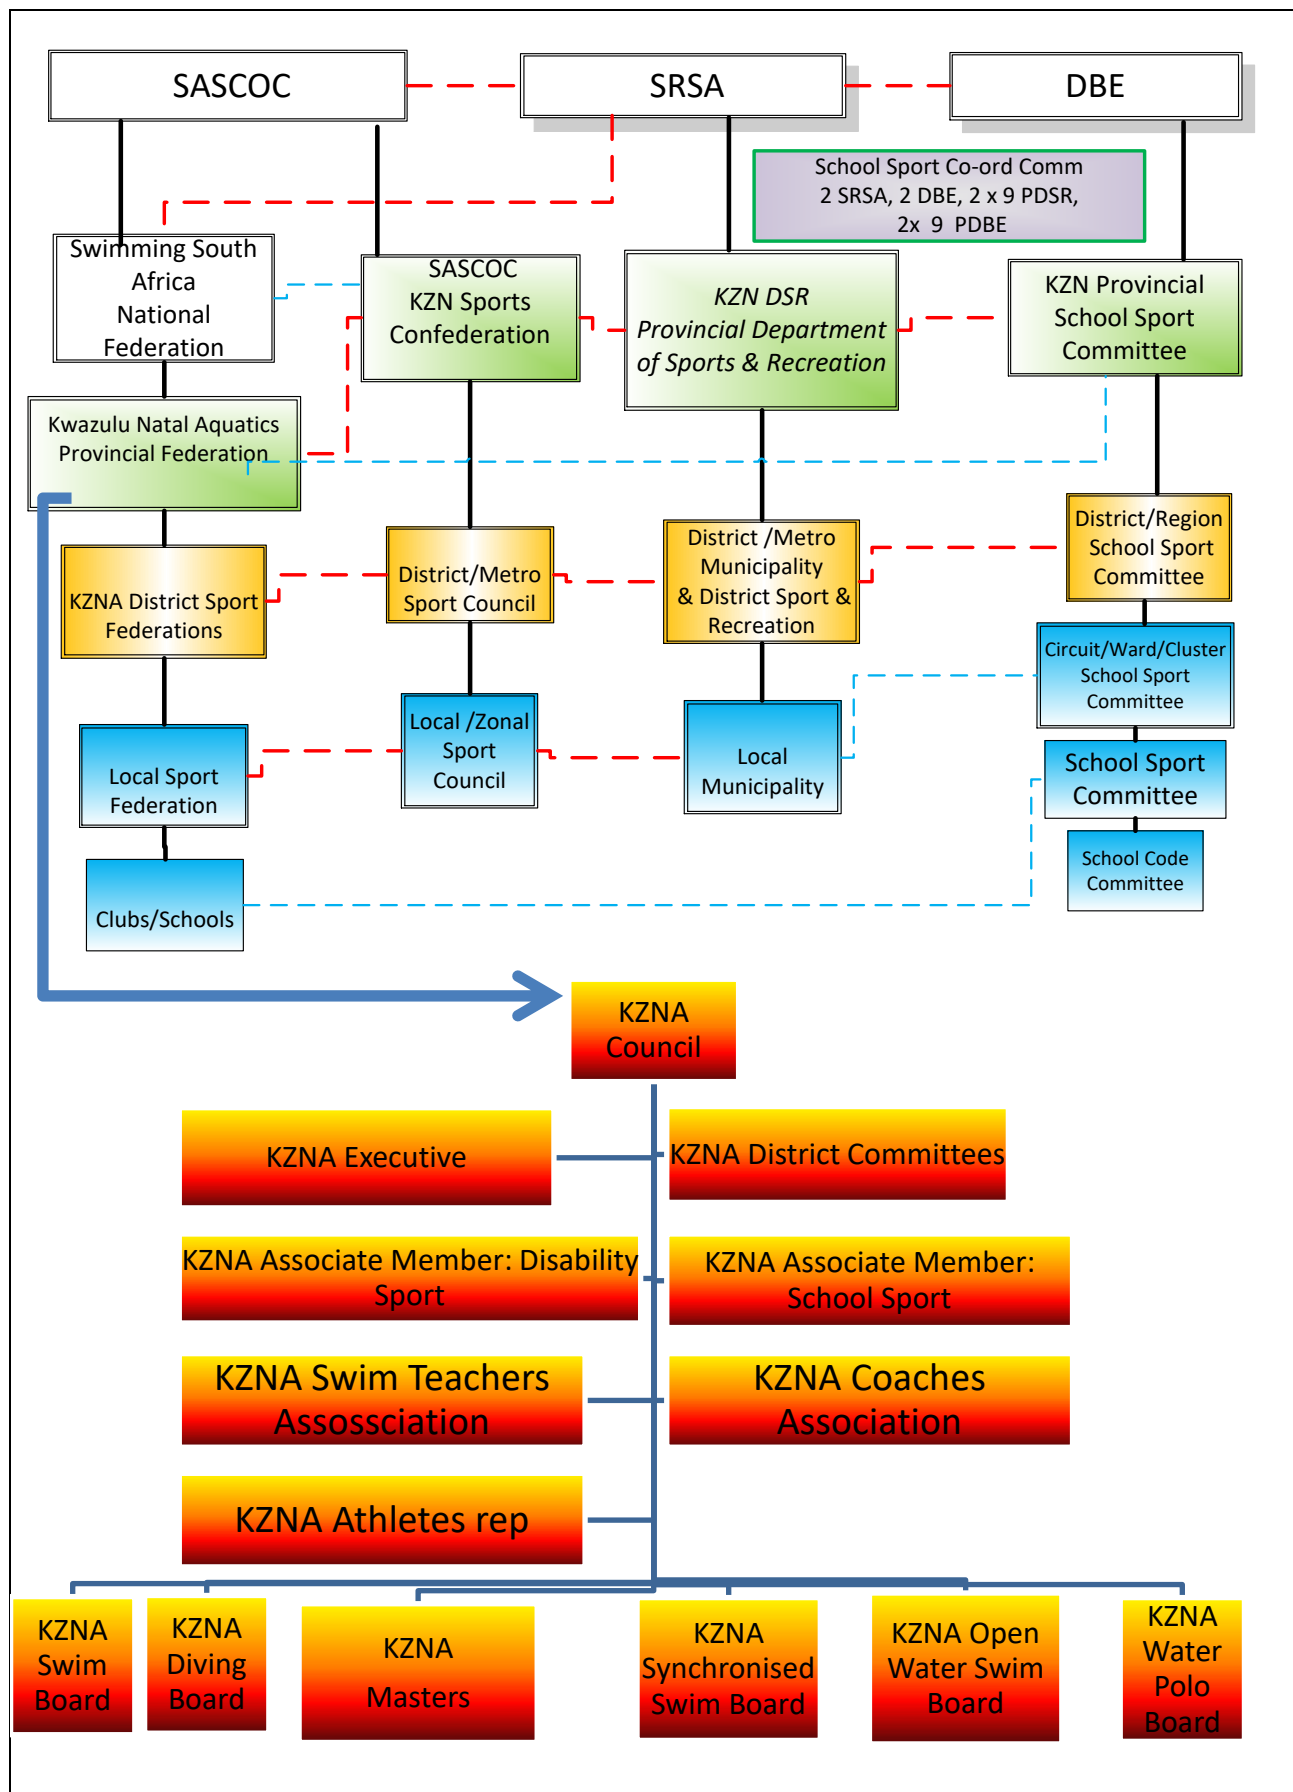 SASCOC
SRSA
DBE
School Sport Co-ord Comm
2 SRSA, 2 DBE, 2 x 9 PDSR,
2x 9 PDBE
Swimming South
Africa
National
Federation
SASCOC
KZN Sports
Confederation
KZN DSR
Provincial Department
of Sports & Recreation
KZN Provincial
School Sport
Committee
Kwazulu Natal Aquatics
Provincial Federation
KZNA District Sport
Federations
District/Metro
Sport Council
District /Metro
Municipality
& District Sport &
Recreation
District/Region
School Sport
Committee
Circuit/Ward/Cluster
School Sport
Committee
Local Sport
Federation
Local /Zonal
Sport
Council
Local
Municipality
School Sport
Committee
School Code
Committee
Clubs/Schools
KZNA
Council
KZNA Executive
KZNA District Committees
KZNA Associate Member: Disability
Sport
KZNA Associate Member:
School Sport
KZNA Swim Teachers
Assossciation
KZNA Coaches
Association
KZNA Athletes rep
KZNA
Swim
Board
KZNA
Diving
Board
KZNA
Masters
KZNA
Synchronised
Swim Board
KZNA Open
Water Swim
Board
KZNA
Water
Polo
Board